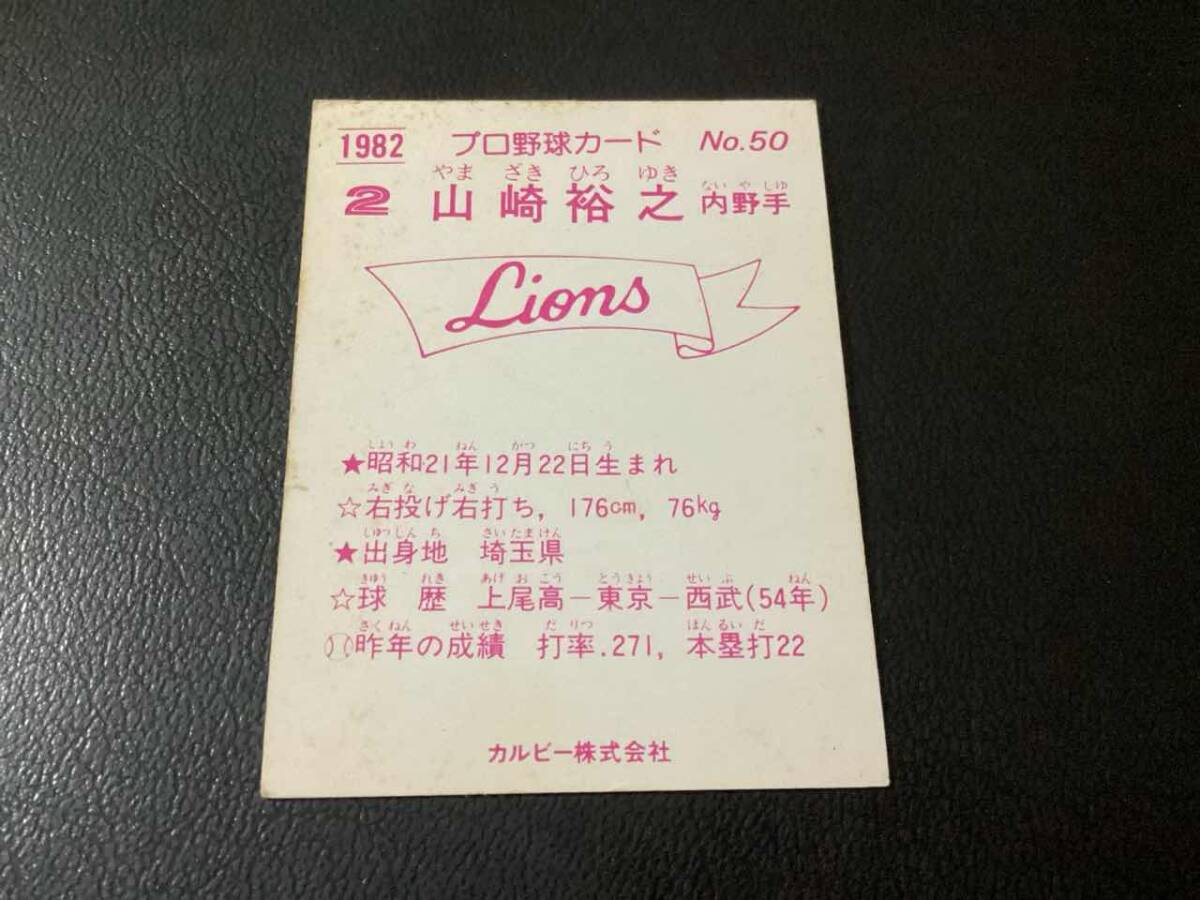 1982 プロ野球カード No.50
やま ざき ひろ ゆき ない や しゆ
2 山崎裕之 内野手
Lions
しよう わ ねん がつ にち う
★昭和21年12月22日生まれ
みぎ な みぎ う
☆右投げ右打ち, 176cm, 76kg
しゆつ しん ち さい たま けん
★出身地 埼玉県
きゆう れき あげ お こう とう きよう せい ぶ ねん
☆球歴 上尾高－東京－西武(54年)
さく ねん せい せき だ りつ ほん るい だ
昨年の成績 打率.271, 本塁打22
カルビー株式会社